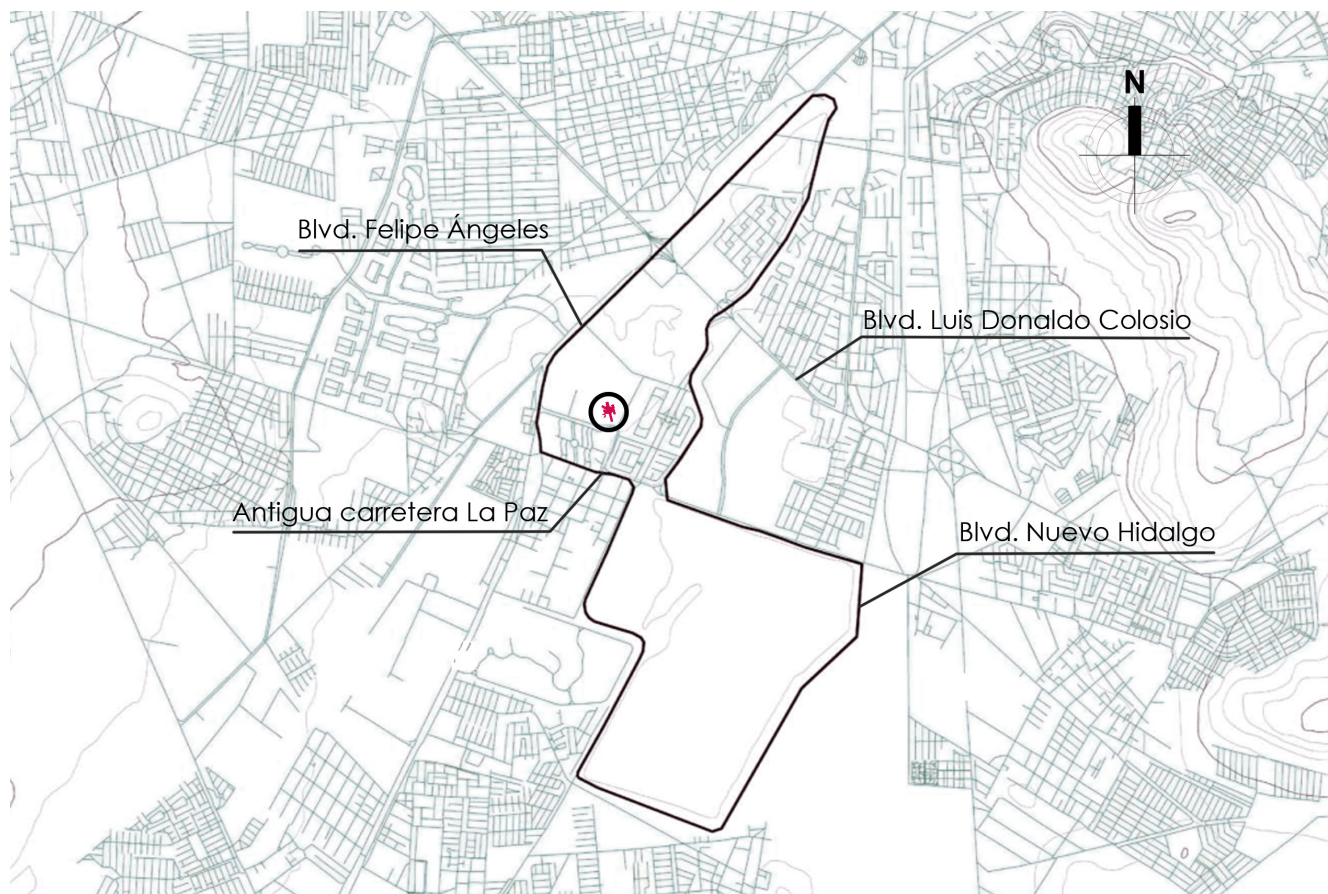 N
Blvd. Felipe Ángeles
Blvd. Luis Donaldo Colosio
Antigua carretera La Paz
Blvd. Nuevo Hidalgo